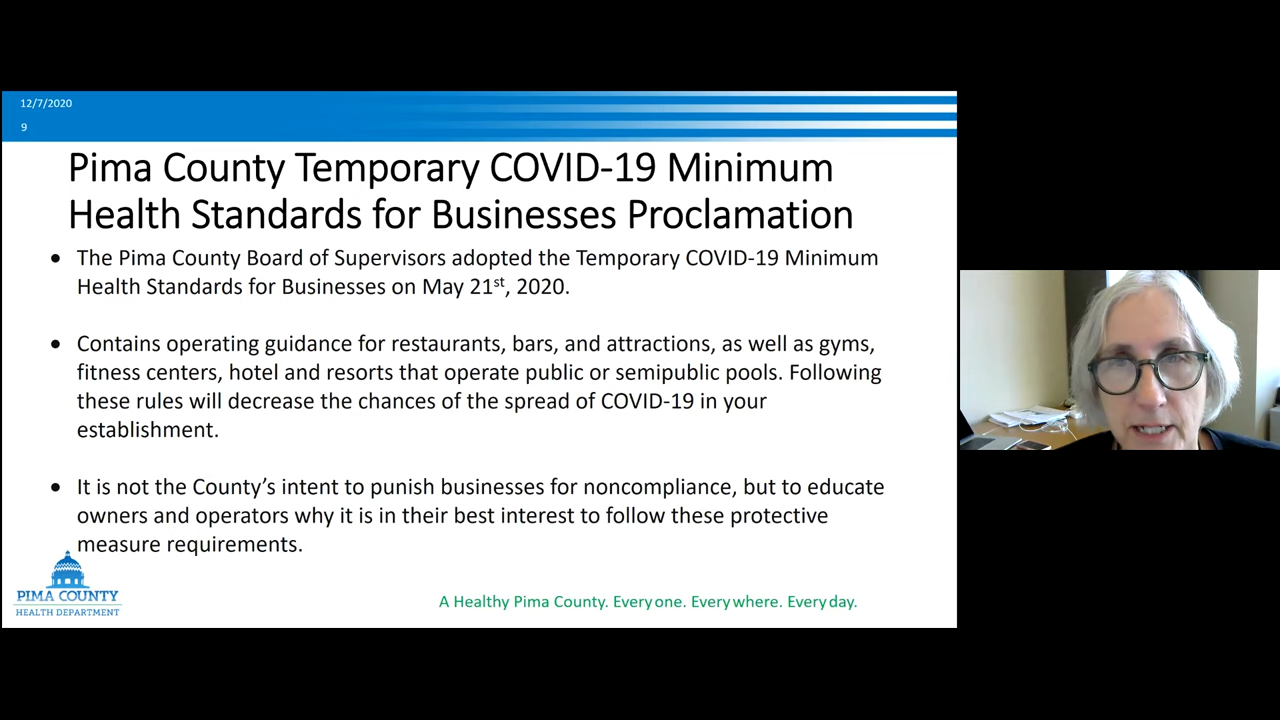 12/7/2020
9
Pima County Temporary COVID-19 Minimum
Health Standards for Businesses Proclamation
• The Pima County Board of Supervisors adopted the Temporary COVID-19 Minimum
Health Standards for Businesses on May 21st, 2020.
• Contains operating guidance for restaurants, bars, and attractions, as well as gyms,
fitness centers, hotel and resorts that operate public or semipublic pools. Following
these rules will decrease the chances of the spread of COVID-19 in your
establishment.
• It is not the County’s intent to punish businesses for noncompliance, but to educate
owners and operators why it is in their best interest to follow these protective
measure requirements.
PIMA COUNTY
HEALTH DEPARTMENT
A Healthy Pima County. Every one. Every where. Every day.